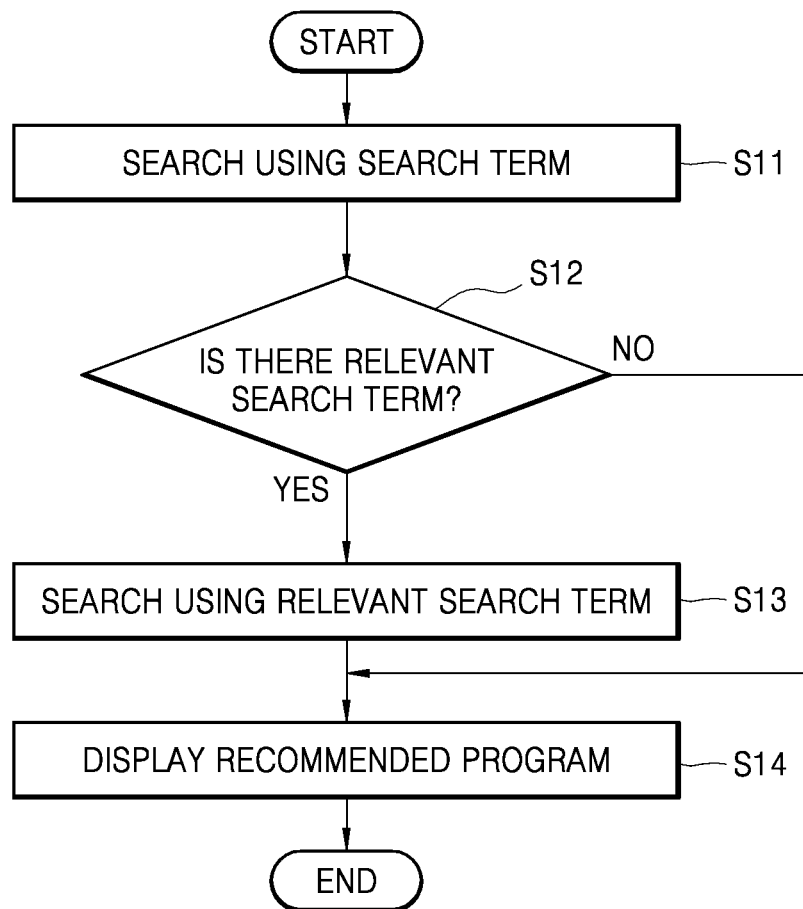 START
SEARCH USING SEARCH TERM
S11
S12
IS THERE RELEVANT
SEARCH TERM?
NO
YES
SEARCH USING RELEVANT SEARCH TERM
S13
DISPLAY RECOMMENDED PROGRAM
S14
END